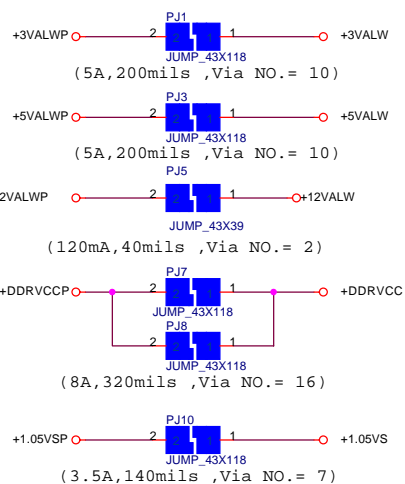 PJ1
+3VALWP 2 2 1 1 +3VALW
JUMP_43X118
(5A,200mils ,Via NO.= 10)
PJ3
+5VALWP 2 2 1 1 +5VALW
JUMP_43X118
(5A,200mils ,Via NO.= 10)
PJ5
2VALWP 2 2 1 1 +12VALW
JUMP_43X39
(120mA,40mils ,Via NO.= 2)
PJ7
+DDRVCCP 2 2 1 1 +DDRVCC
JUMP_43X118
PJ8
2 2 1 1
JUMP_43X118
(8A,320mils ,Via NO.= 16)
PJ10
+1.05VSP 2 2 1 1 +1.05VS
JUMP_43X118
(3.5A,140mils ,Via NO.= 7)